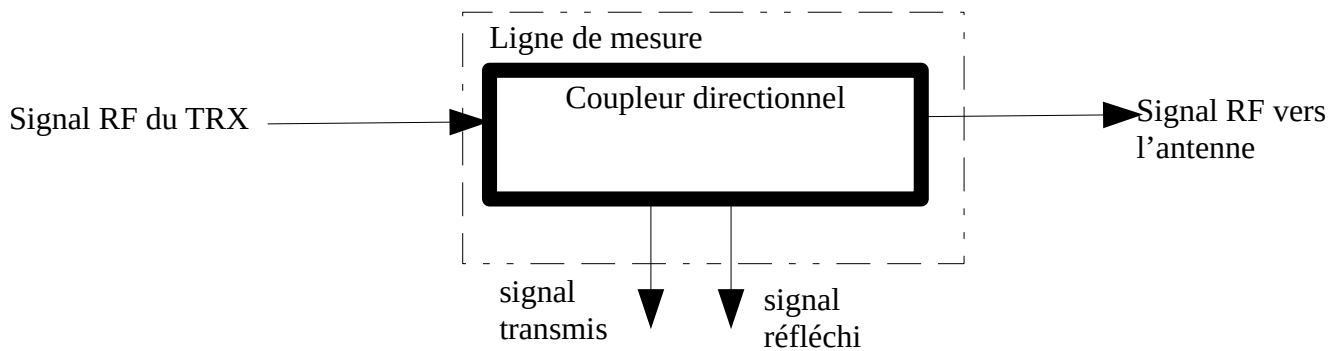 Ligne de mesure
Coupleur directionnel
Signal RF du TRX
Signal RF vers
l’antenne
signal
transmis
signal
réfléchi